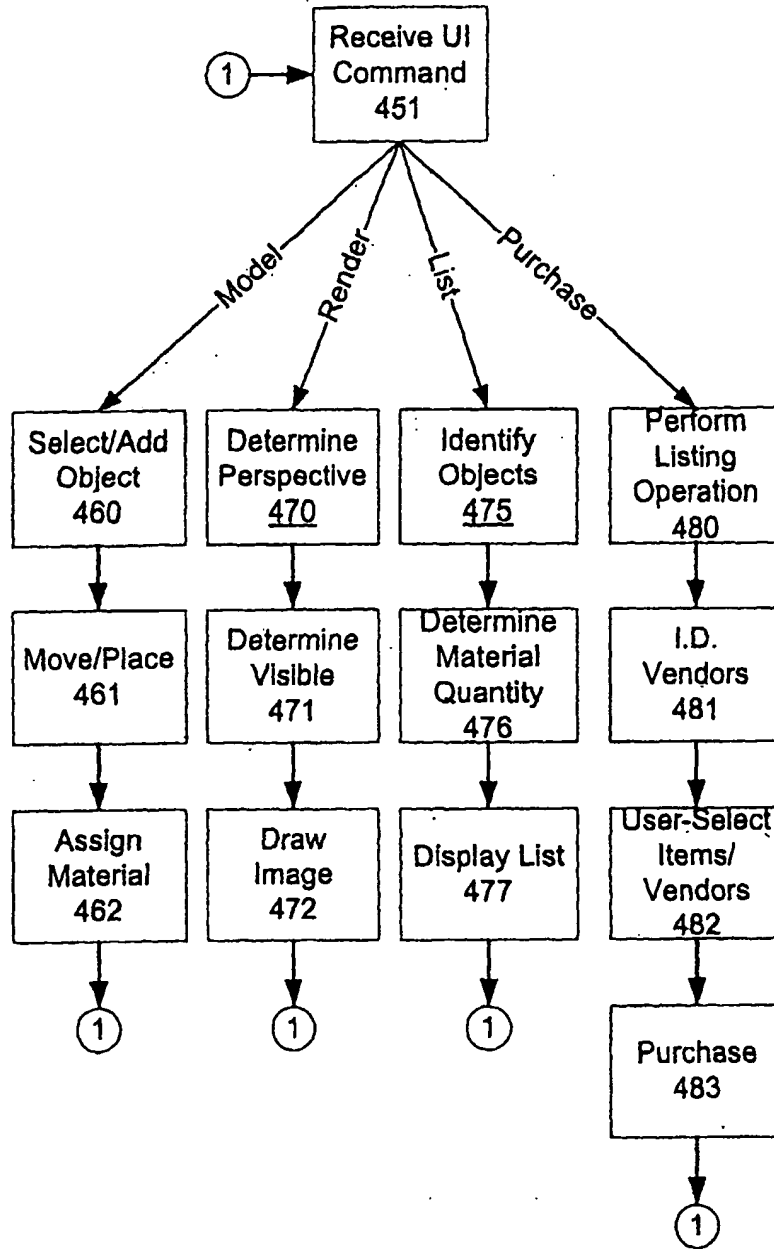 Receive UI
Command
451
1
Model
Render
List
Purchase
Select/Add
Object
460
Determine
Perspective
470
Identify
Objects
475
Perform
Listing
Operation
480
Move/Place
461
Determine
Visible
471
Determine
Material
Quantity
476
I.D.
Vendors
481
Assign
Material
462
Draw
Image
472
Display List
477
User-Select
Items/
Vendors
482
1
1
1
Purchase
483
1